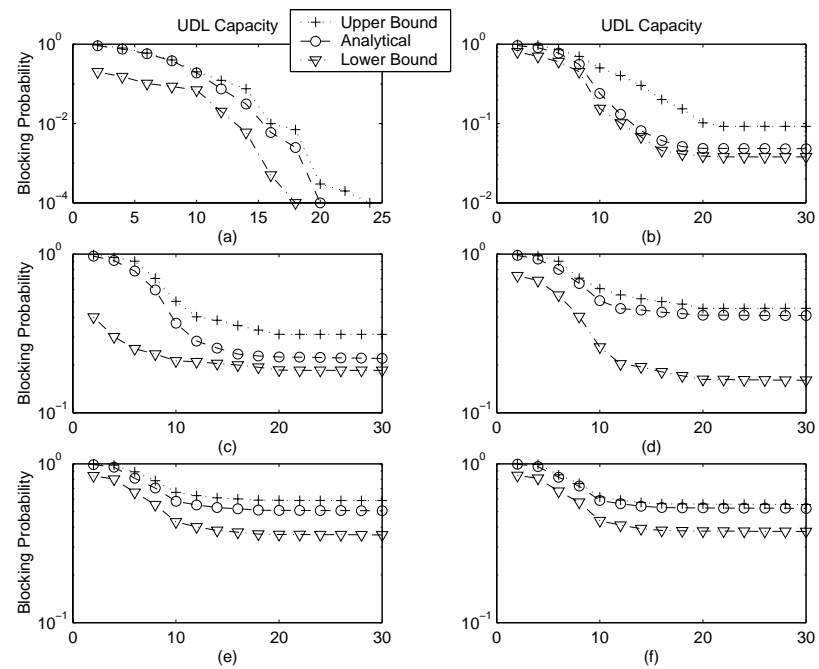 UDL Capacity
UDL Capacity
Upper Bound
Analytical
Lower Bound
Blocking Probability
10^0
10^−2
10^−4
0 5 10 15 20 25
(a)
10^0
10^−1
10^−2
0 10 20 30
(b)
Blocking Probability
10^0
10^−1
0 10 20 30
(c)
10^0
10^−1
0 10 20 30
(d)
Blocking Probability
10^0
10^−1
0 10 20 30
(e)
10^0
10^−1
0 10 20 30
(f)